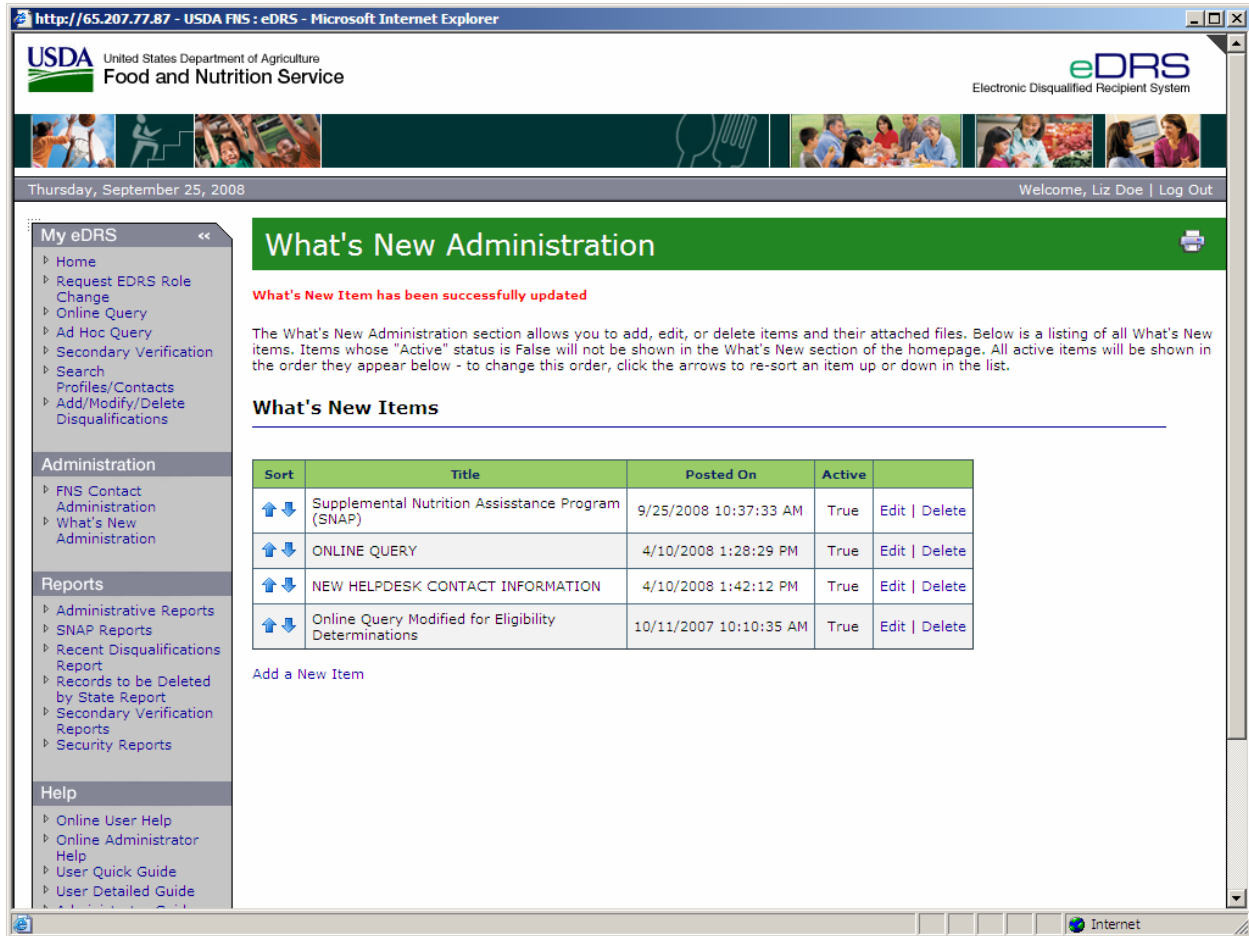 http://65.207.77.87 - USDA FNS : eDRS - Microsoft Internet Explorer
USDA United States Department of Agriculture
Food and Nutrition Service
eDRS
Electronic Disqualified Recipient System
Thursday, September 25, 2008
Welcome, Liz Doe | Log Out
My eDRS <<
Home
Request EDRS Role
Change
Online Query
Ad Hoc Query
Secondary Verification
Search
Profiles/Contacts
Add/Modify/Delete
Disqualifications
Administration
FNS Contact
Administration
What's New
Administration
Reports
Administrative Reports
SNAP Reports
Recent Disqualifications
Report
Records to be Deleted
by State Report
Secondary Verification
Reports
Security Reports
Help
Online User Help
Online Administrator
Help
User Quick Guide
User Detailed Guide
What's New Administration
What's New Item has been successfully updated
The What's New Administration section allows you to add, edit, or delete items and their attached files. Below is a listing of all What's New
items. Items whose "Active" status is False will not be shown in the What's New section of the homepage. All active items will be shown in
the order they appear below - to change this order, click the arrows to re-sort an item up or down in the list.
What's New Items
Sort Title Posted On Active
Supplemental Nutrition Assisstance Program
(SNAP) 9/25/2008 10:37:33 AM True Edit | Delete
ONLINE QUERY 4/10/2008 1:28:29 PM True Edit | Delete
NEW HELPDESK CONTACT INFORMATION 4/10/2008 1:42:12 PM True Edit | Delete
Online Query Modified for Eligibility
Determinations 10/11/2007 10:10:35 AM True Edit | Delete
Add a New Item
Internet